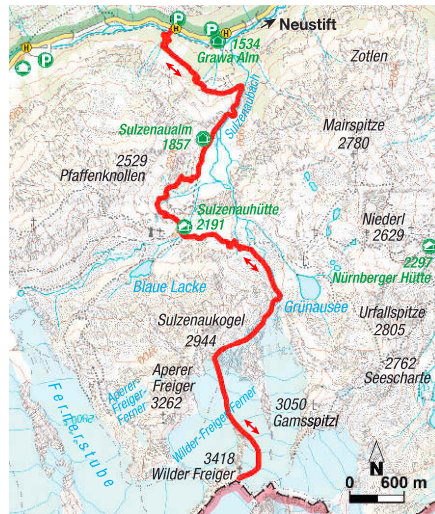 H
P
P
H
P
Neustift
1534
Grawa Alm
Zotlen
Sulzenaubach
Mairspitze
2780
Sulzenaualm
1857
2529
Pfaffenknollen
Sulzenauhütte
2191
Niederl
2629
2297
Nürnberger Hütte
Blaue Lacke
Grünausee
Sulzenaukogel
2944
Urfallspitze
2805
2762
Seescharte
Aperer
Freiger
3262
Aperer-
Freiger-
Ferner
Fernerstube
3050
Gamsspitzl
Wilder-Freiger-Ferner
3418
Wilder Freiger
N
0
600 m